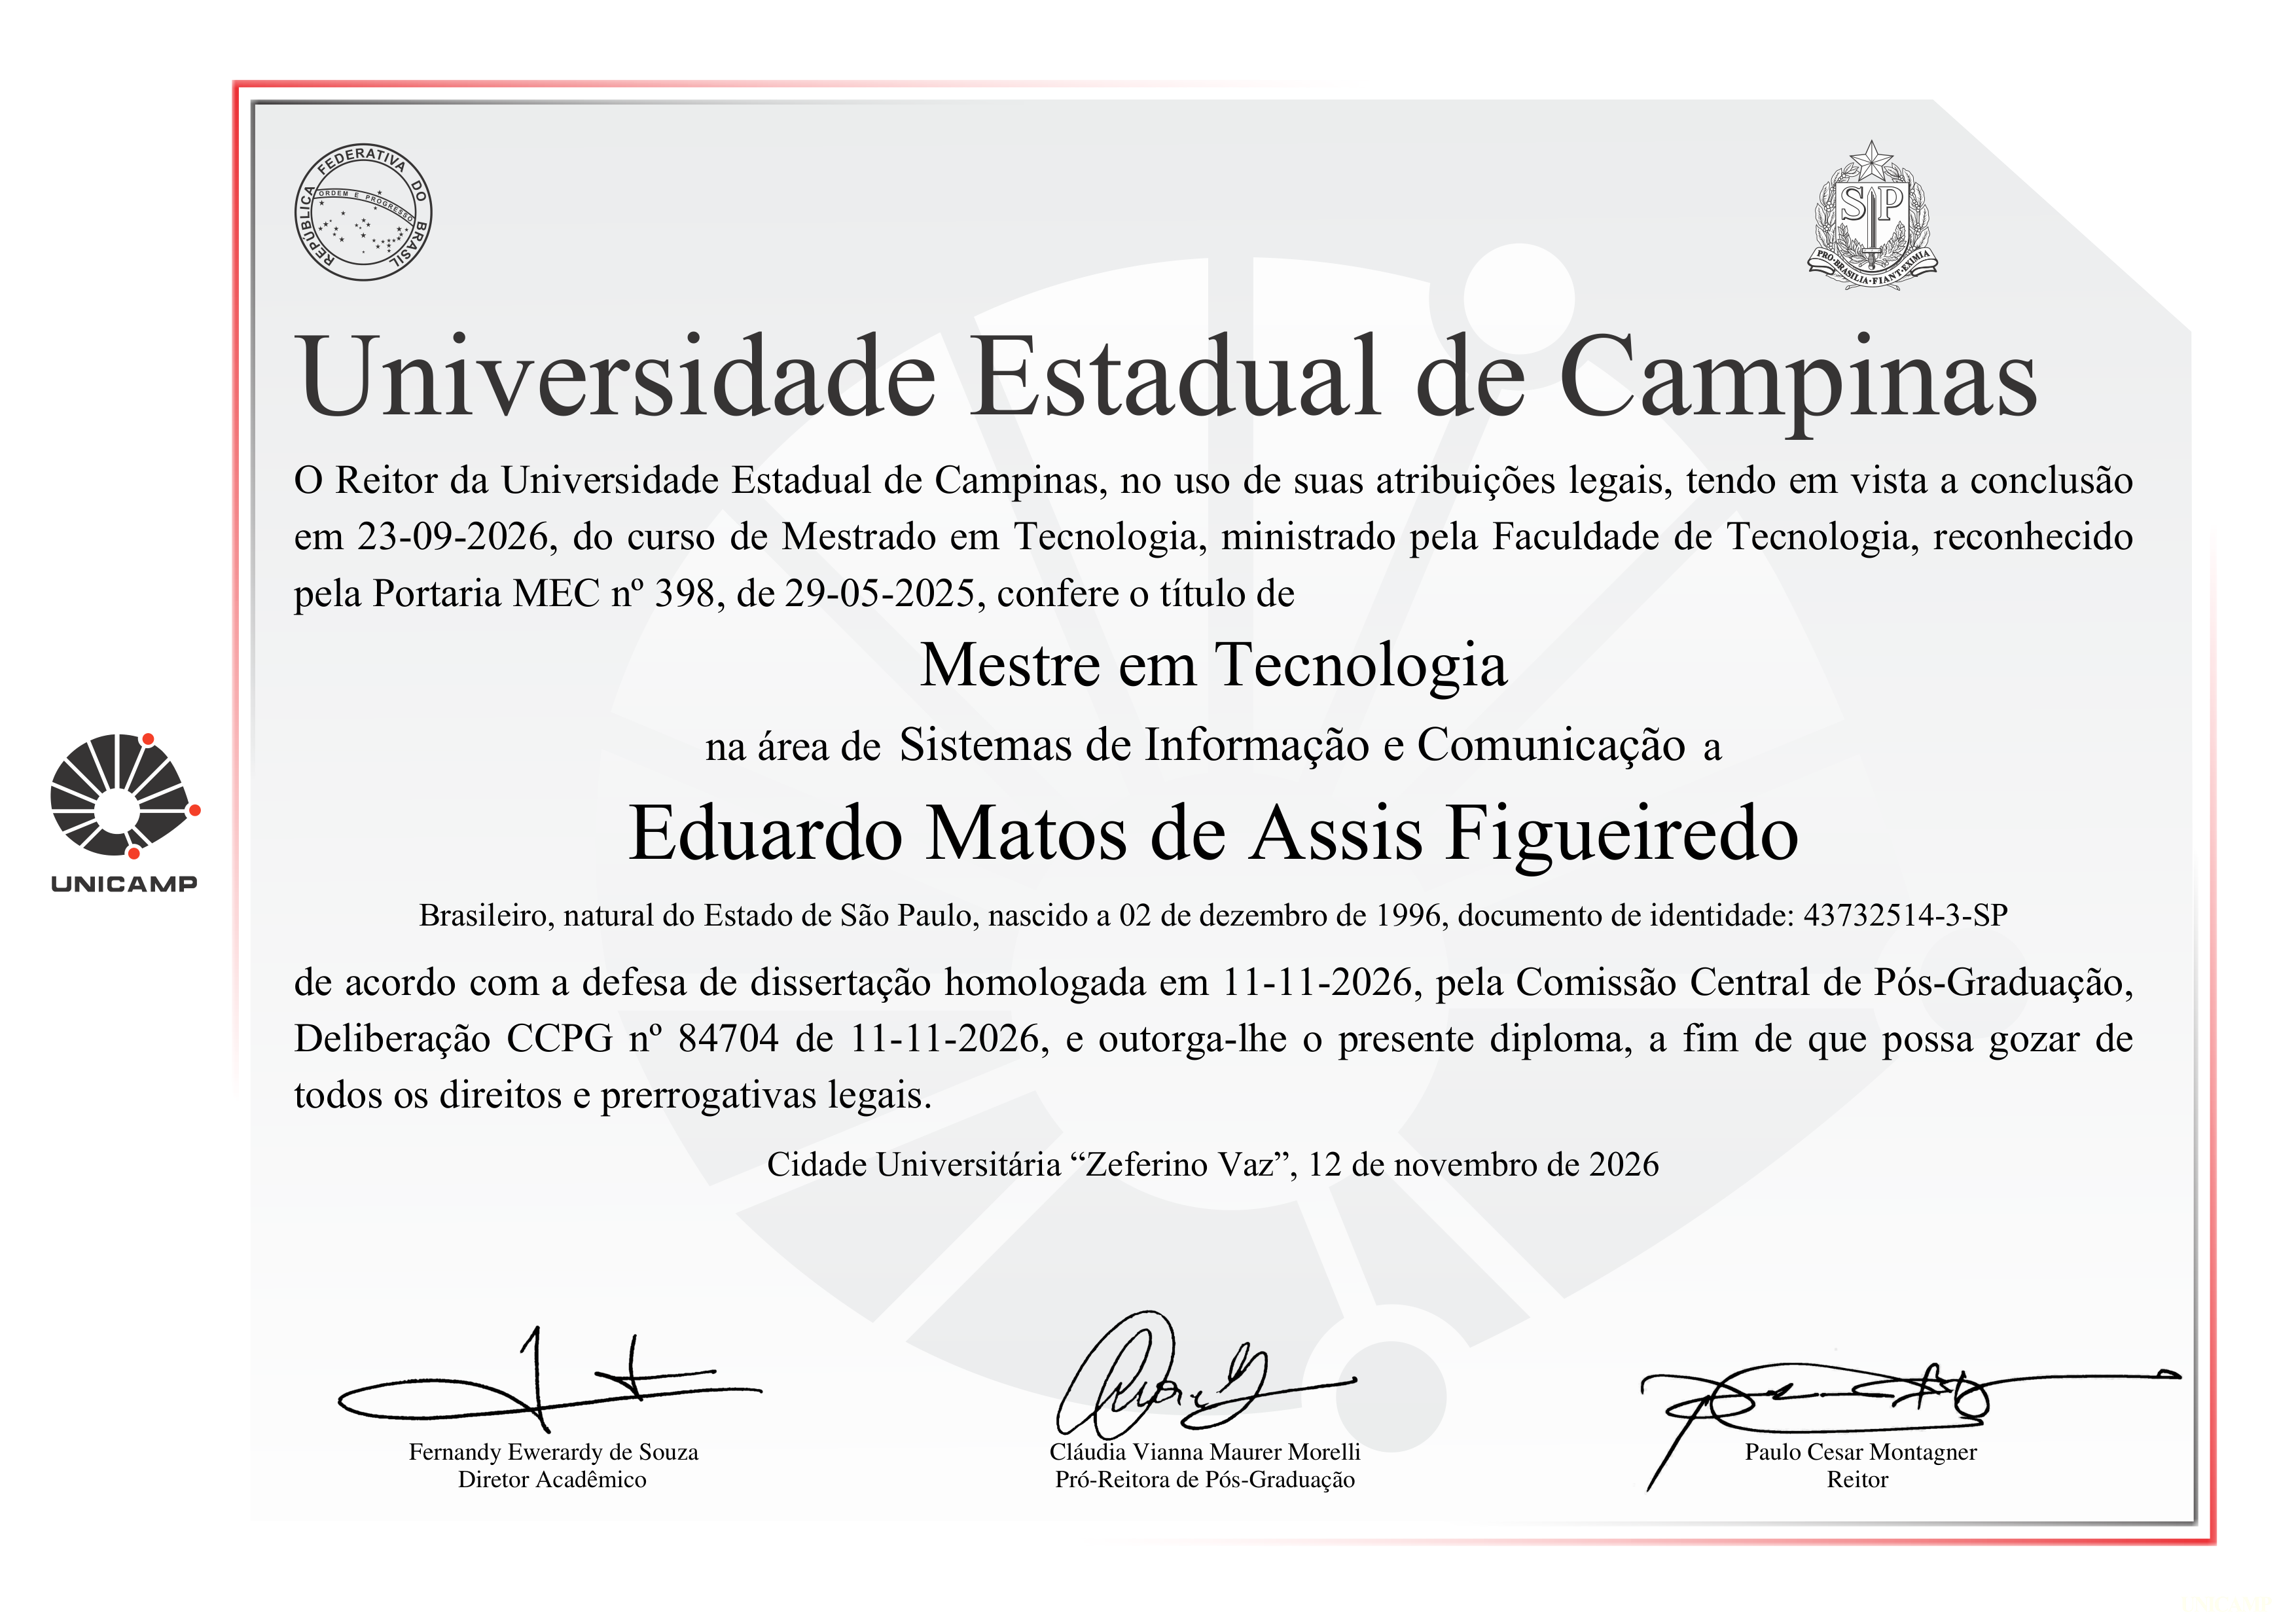 REPÚBLICA FEDERATIVA DO BRASIL
ORDEM E PROGRESSO
S P
PRO·BRASILIA·FIANT·EXIMIA
Universidade Estadual de Campinas
O Reitor da Universidade Estadual de Campinas, no uso de suas atribuições legais, tendo em vista a conclusão
em 23-09-2026, do curso de Mestrado em Tecnologia, ministrado pela Faculdade de Tecnologia, reconhecido
pela Portaria MEC nº 398, de 29-05-2025, confere o título de
Mestre em Tecnologia
na área de Sistemas de Informação e Comunicação a
Eduardo Matos de Assis Figueiredo
UNICAMP
Brasileiro, natural do Estado de São Paulo, nascido a 02 de dezembro de 1996, documento de identidade: 43732514-3-SP
de acordo com a defesa de dissertação homologada em 11-11-2026, pela Comissão Central de Pós-Graduação,
Deliberação CCPG nº 84704 de 11-11-2026, e outorga-lhe o presente diploma, a fim de que possa gozar de
todos os direitos e prerrogativas legais.
Cidade Universitária “Zeferino Vaz”, 12 de novembro de 2026
Fernandy Ewerardy de Souza
Diretor Acadêmico
Cláudia Vianna Maurer Morelli
Pró-Reitora de Pós-Graduação
Paulo Cesar Montagner
Reitor